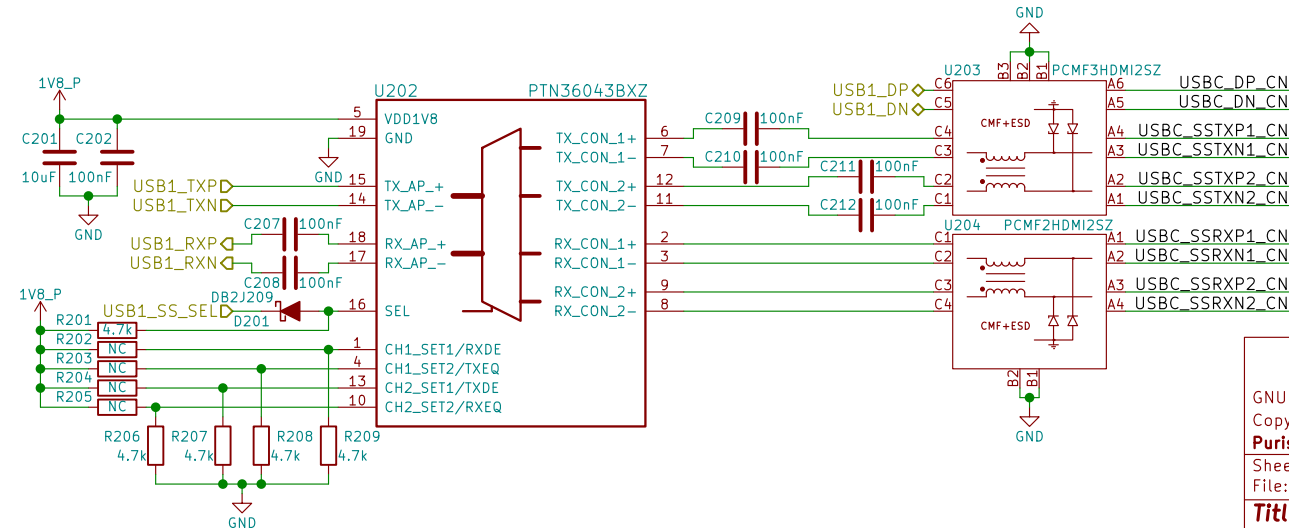 GND
1V8_P
U202 PTN36043BXZ
U203 PCMF3HDMI2SZ
B3 B2 B1
C201 C202
10uF 100nF
GND
5 VDD1V8
19 GND
GND
USB1_TXP 15 TX_AP_+
USB1_TXN 14 TX_AP_-
C207 100nF
USB1_RXP 18 RX_AP_+
USB1_RXN 17 RX_AP_-
C208 100nF
1V8_P
DB2J209
USB1_SS_SEL 16 SEL
D201
R201 4.7k
R202 NC 1 CH1_SET1/RXDE
R203 NC 4 CH1_SET2/TXEQ
R204 NC 13 CH2_SET1/TXDE
R205 NC 10 CH2_SET2/RXEQ
R206 R207 R208 R209
4.7k 4.7k 4.7k 4.7k
GND
TX_CON_1+ 6
TX_CON_1- 7
TX_CON_2+ 12
TX_CON_2- 11
RX_CON_1+ 2
RX_CON_1- 3
RX_CON_2+ 9
RX_CON_2- 8
C209 100nF
C210 100nF
C211 100nF
C212 100nF
USB1_DP C6 A6 USBC_DP_CN
USB1_DN C5 A5 USBC_DN_CN
CMF+ESD
C4 A4 USBC_SSTXP1_CN
C3 A3 USBC_SSTXN1_CN
C2 A2 USBC_SSTXP2_CN
C1 A1 USBC_SSTXN2_CN
U204 PCMF2HDMI2SZ
C1 A1 USBC_SSRXP1_CN
C2 A2 USBC_SSRXN1_CN
C3 A3 USBC_SSRXP2_CN
C4 A4 USBC_SSRXN2_CN
CMF+ESD
B2 B1
GND
GNU
Copy
Puris
Shee
File:
Titl